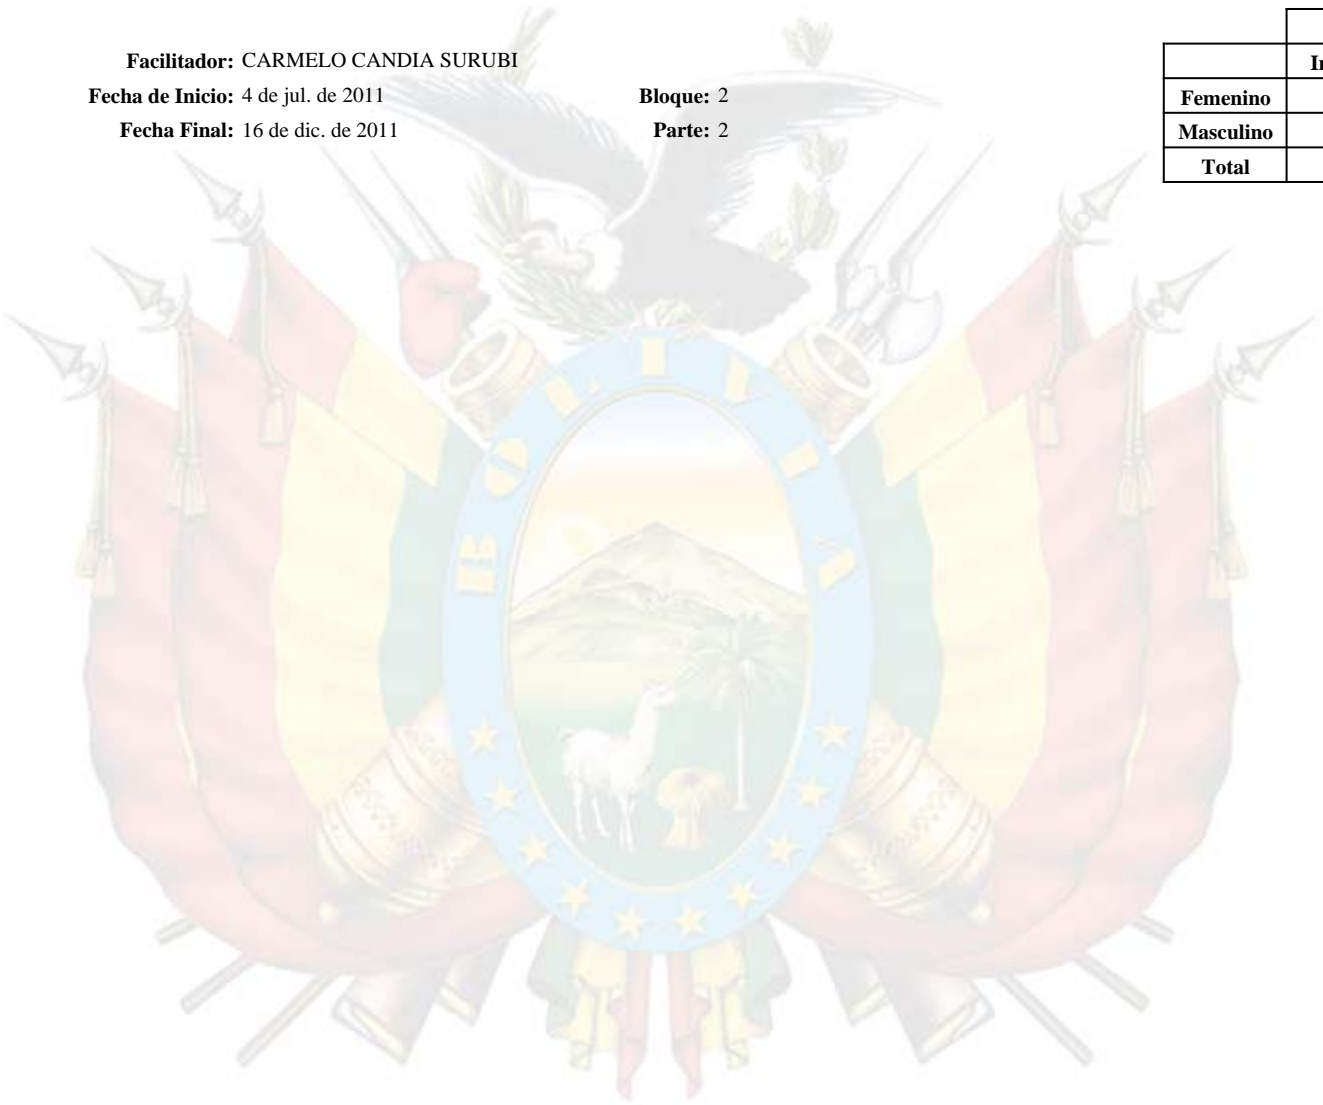 Facilitador: CARMELO CANDIA SURUBI
Fecha de Inicio: 4 de jul. de 2011 Bloque: 2
Fecha Final: 16 de dic. de 2011 Parte: 2
Femenino
Masculino
Total
BOLIVIA